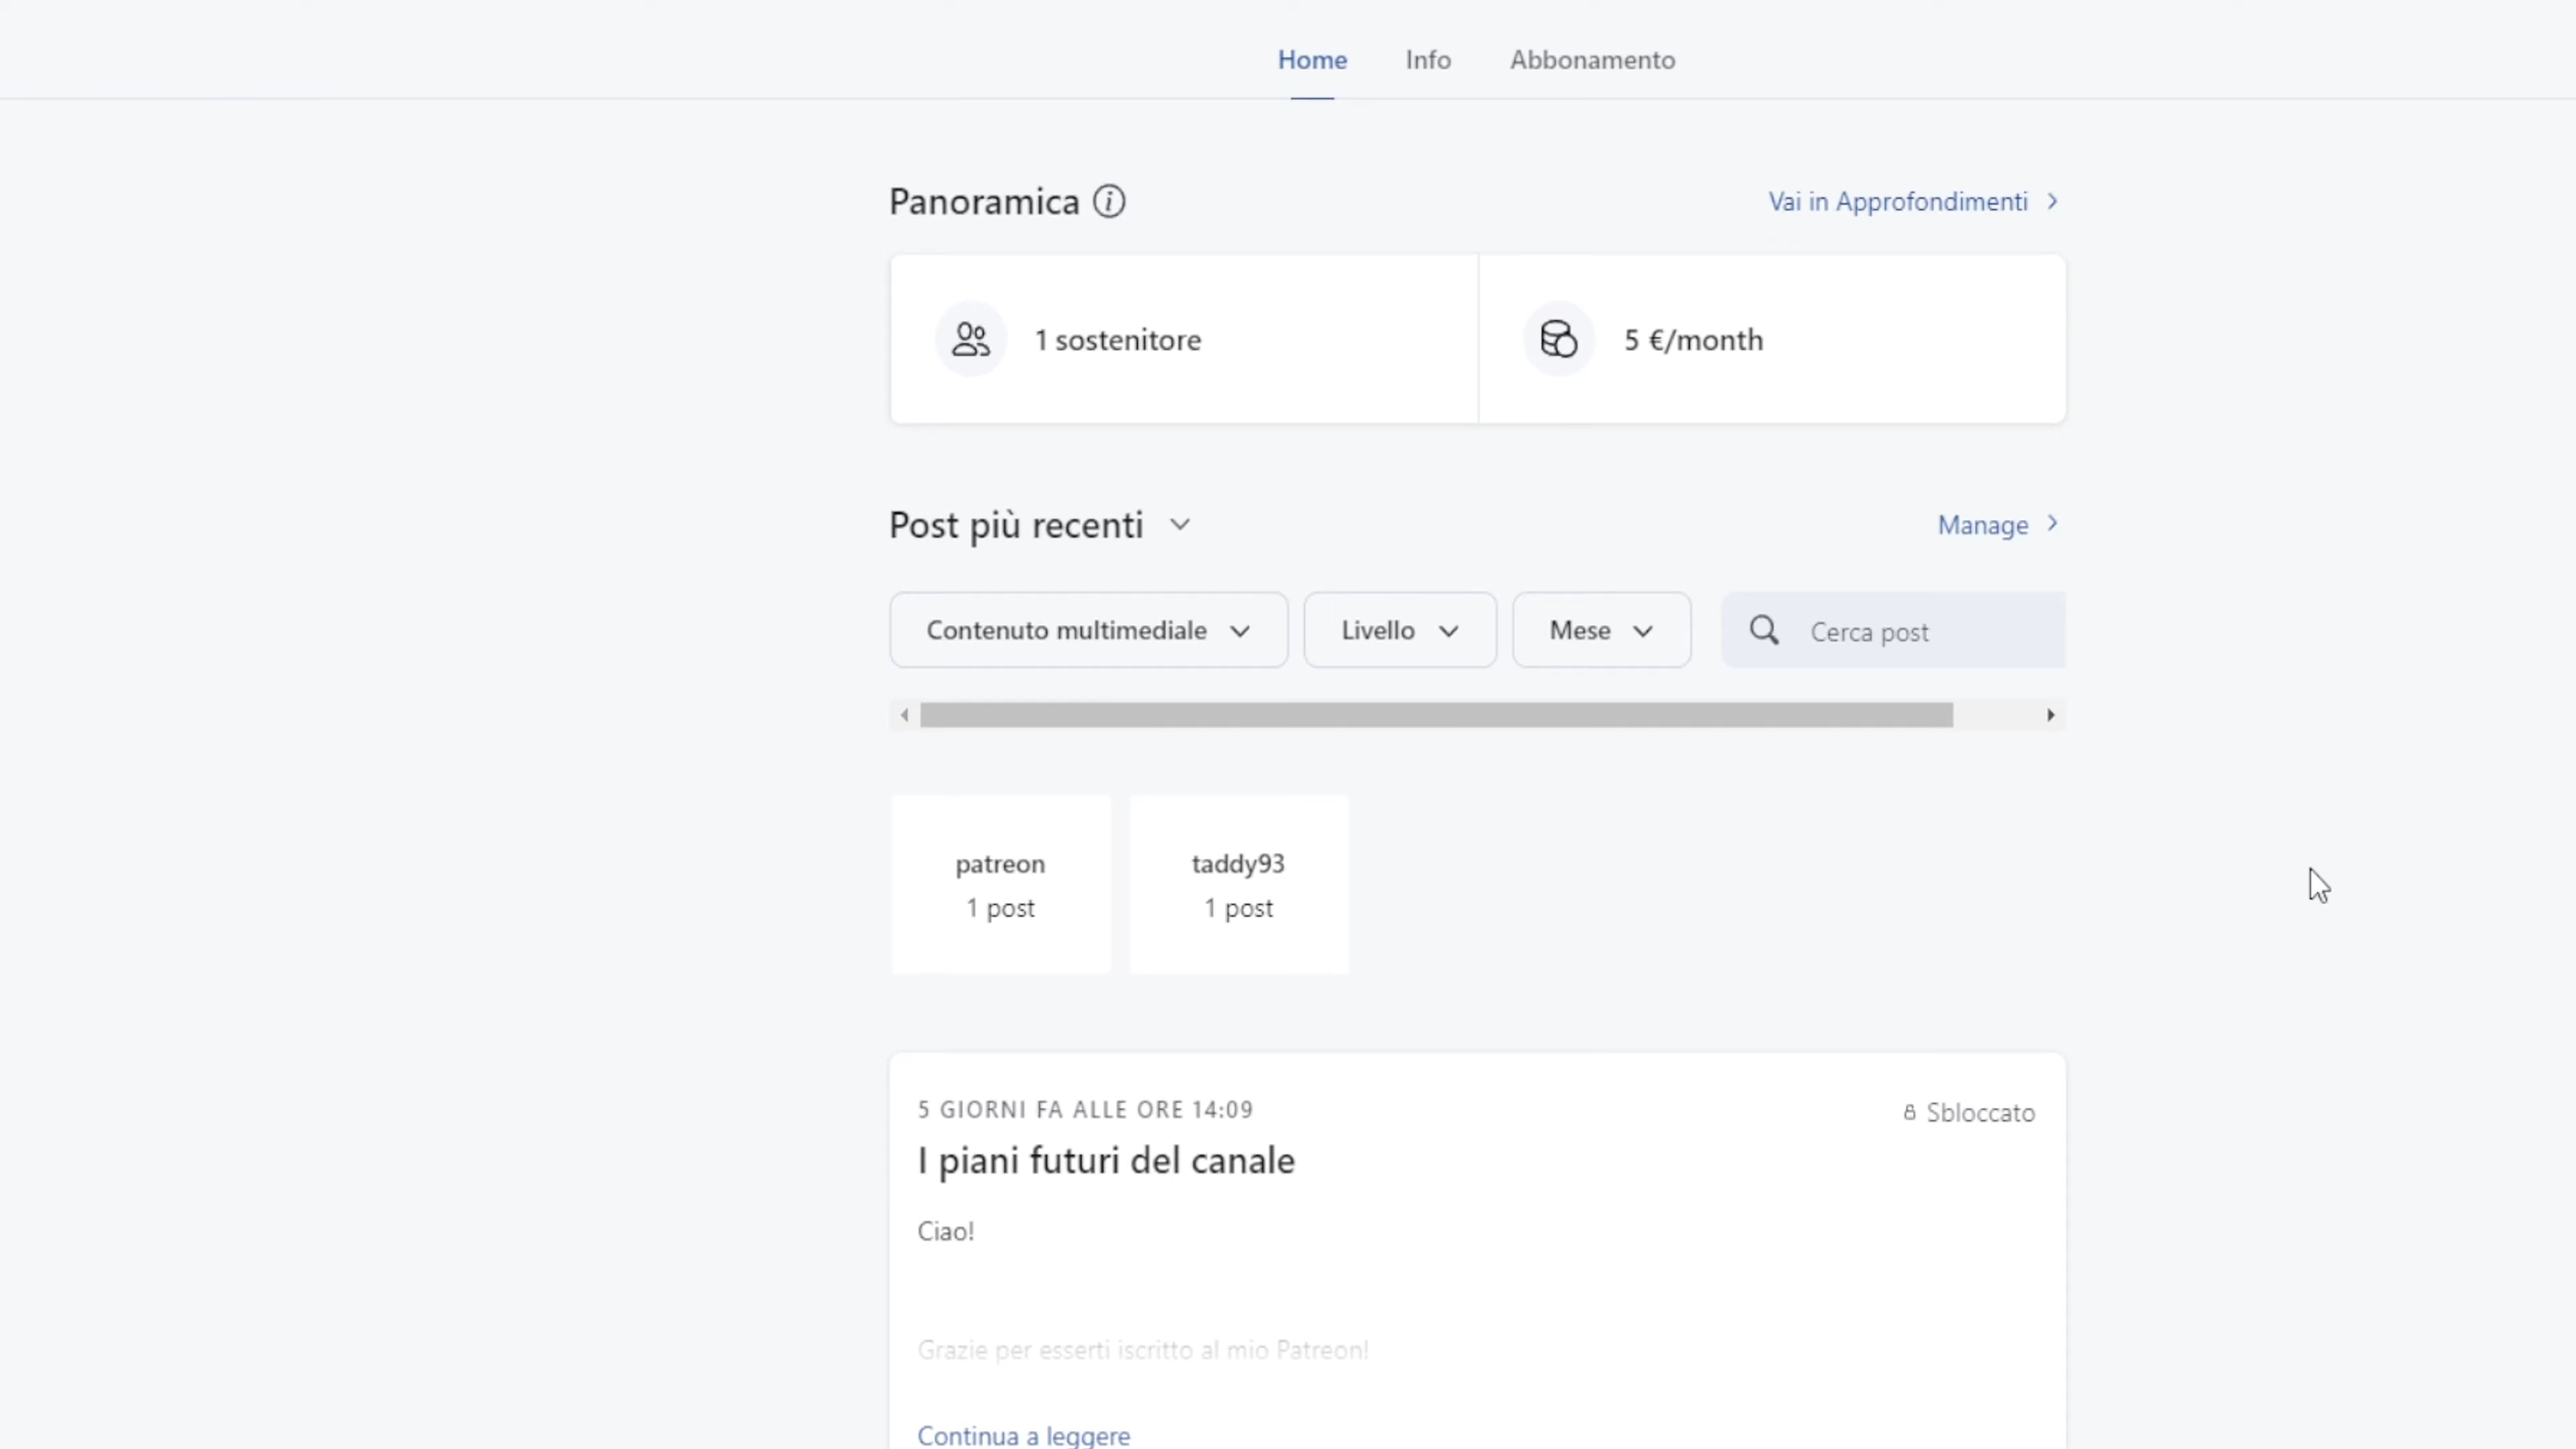 Home Info Abbonamento
Panoramica
Vai in Approfondimenti
1 sostenitore
5 €/month
Post più recenti
Manage
Contenuto multimediale Livello Mese Cerca post
patreon
1 post
taddy93
1 post
5 GIORNI FA ALLE ORE 14:09
Sbloccato
I piani futuri del canale
Ciao!
Grazie per esserti iscritto al mio Patreon!
Continua a leggere